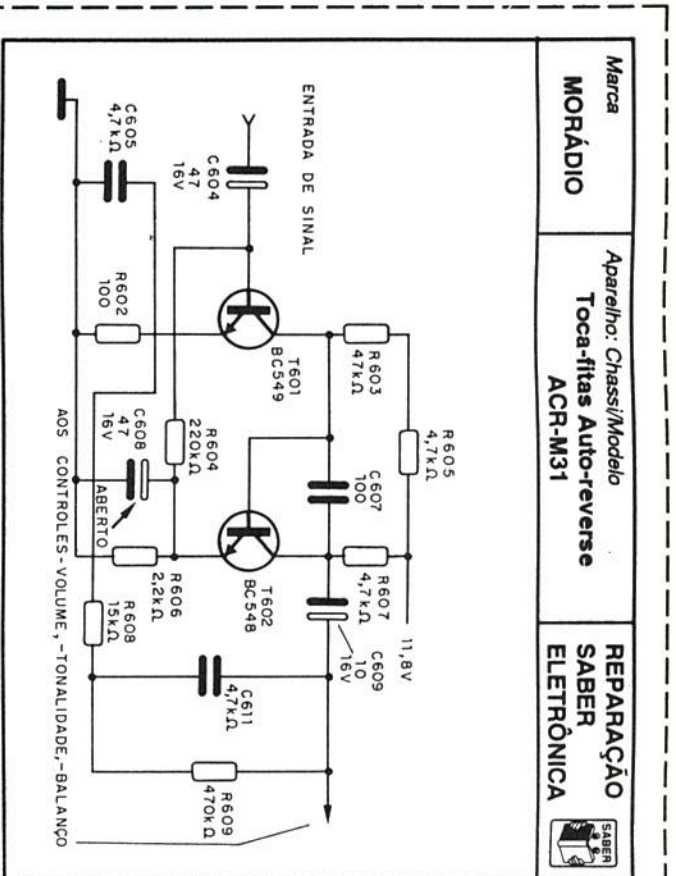 Marca
MORÁDIO
Aparelho: Chassi/Modelo
Toca-fitas Auto-reverse
ACR-M31
REPARAÇÃO
SABER
ELETRÔNICA
SABER
ENTRADA DE SINAL
C604
47
16V
C605
4,7kΩ
R602
100
T601
BC549
R603
47kΩ
R605
4,7kΩ
R604
220kΩ
C608
47
16V
ABERTO
C607
100
T602
BC548
R607
4,7kΩ
11,8V
C609
10
16V
R606
2,2kΩ
R608
15kΩ
C611
4,7kΩ
R609
470kΩ
AOS CONTROLES-VOLUME,-TONALIDADE,-BALANÇO